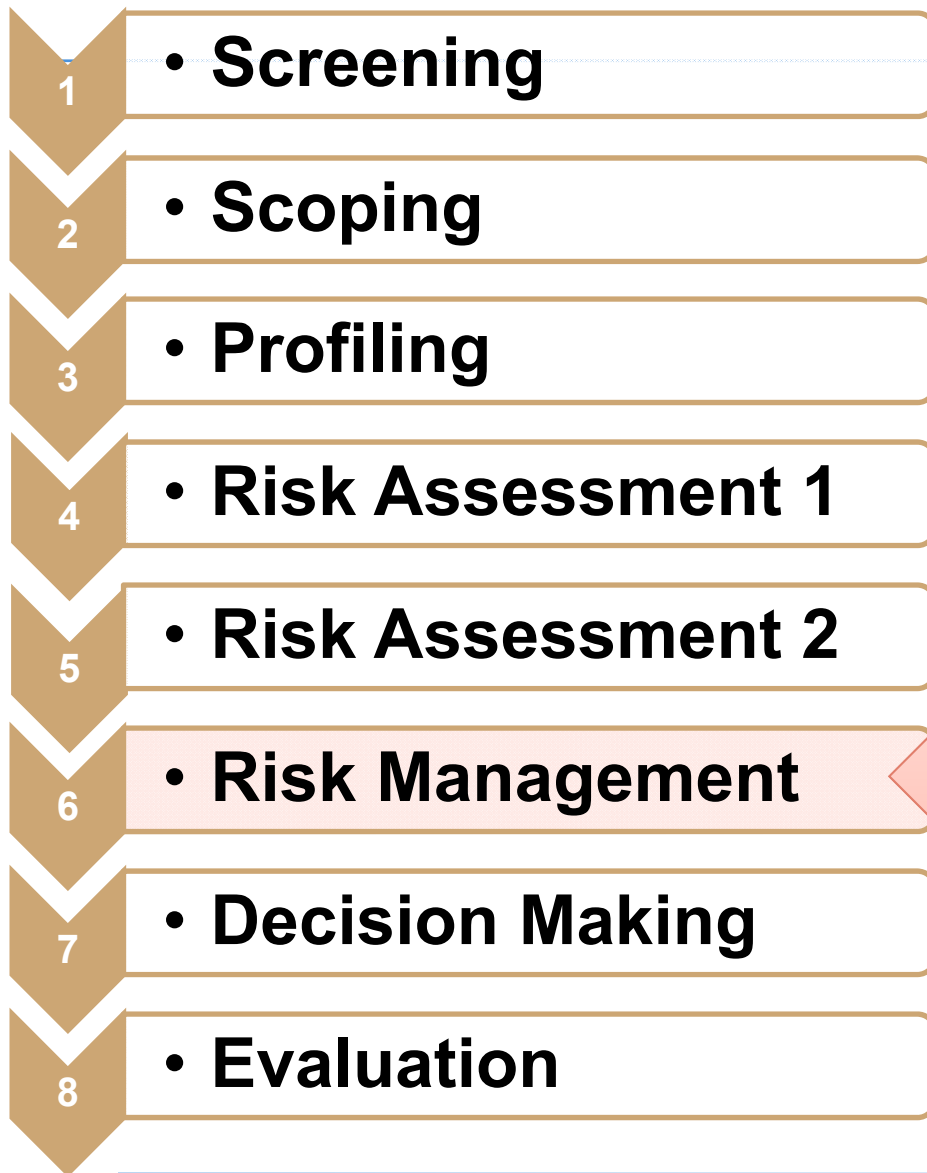 1 • Screening
2 • Scoping
3 • Profiling
4 • Risk Assessment 1
5 • Risk Assessment 2
6 • Risk Management
7 • Decision Making
8 • Evaluation